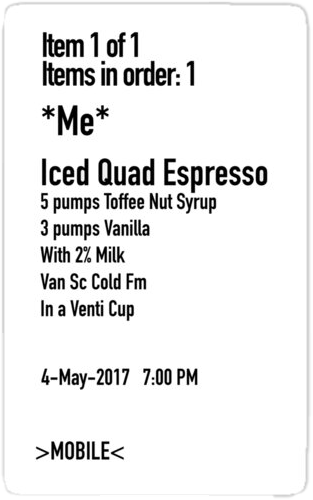 Item 1 of 1
Items in order: 1
*Me*
Iced Quad Espresso
5 pumps Toffee Nut Syrup
3 pumps Vanilla
With 2% Milk
Van Sc Cold Fm
In a Venti Cup
4-May-2017 7:00 PM
>MOBILE<